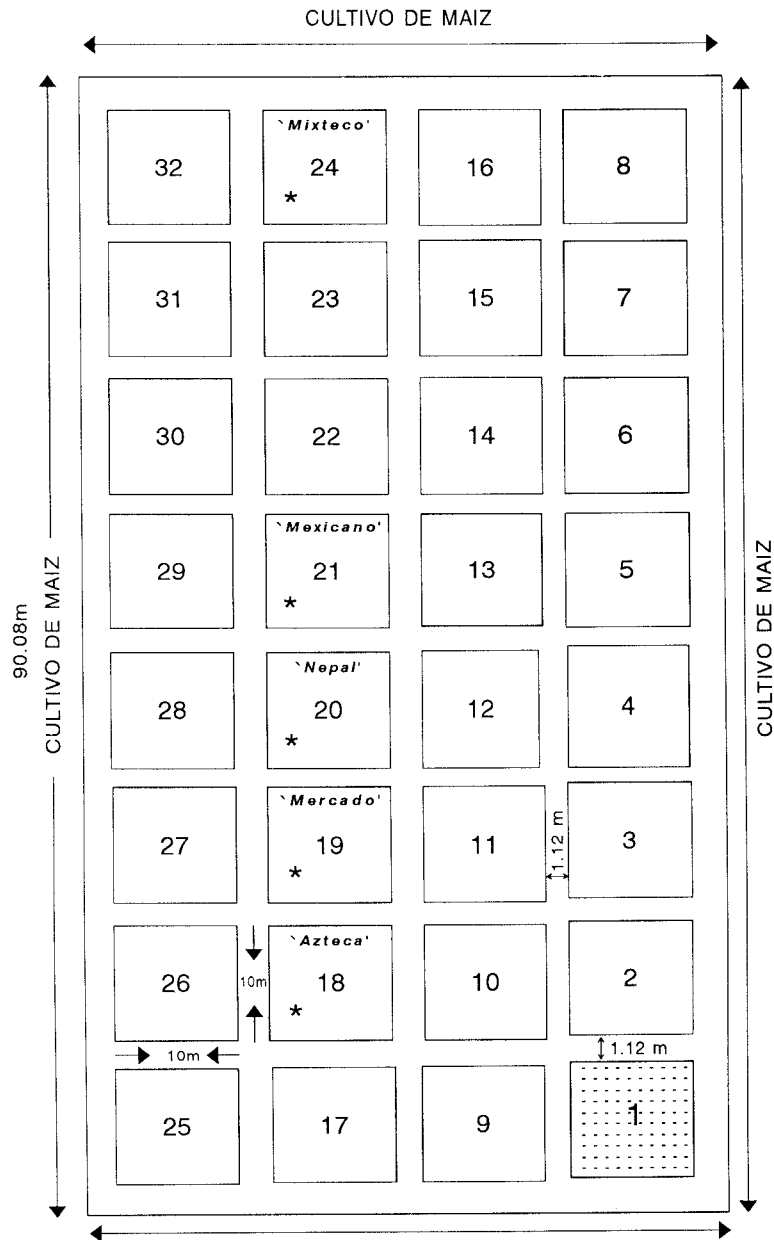 CULTIVO DE MAIZ
90.08m
CULTIVO DE MAIZ
CULTIVO DE MAIZ
32
`Mixteco'
24
*
16
8
31
23
15
7
30
22
14
6
29
`Mexicano'
21
*
13
5
28
`Nepal'
20
*
12
4
27
`Mercado'
19
*
11
1.12 m
3
26
10m
`Azteca'
18
*
10
2
10m
1.12 m
25
17
9
1